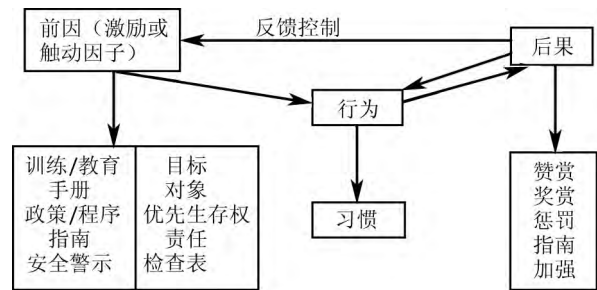 前因（激励或
触动因子）
反馈控制
后果
行为
训练/教育
手册
政策/程序
指南
安全警示
目标
对象
优先生存权
责任
检查表
习惯
赞赏
奖赏
惩罚
指南
加强